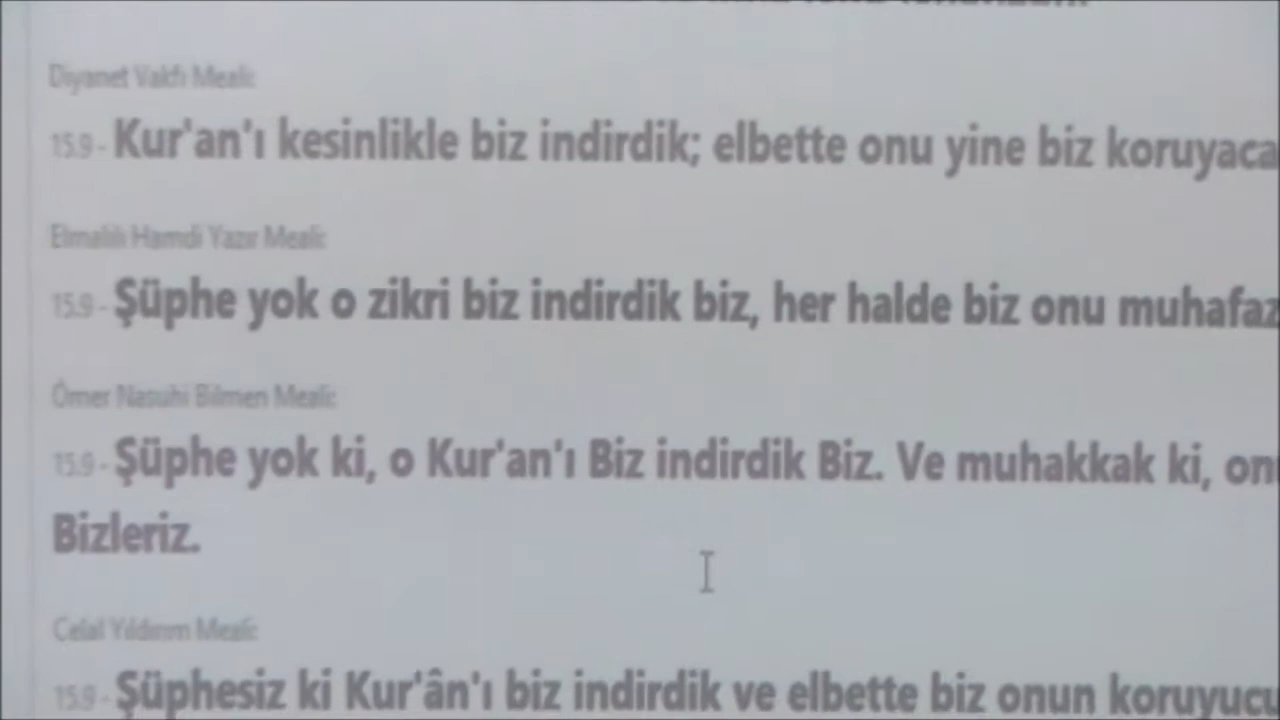 Diyanet Vakfı Meali:
15.9 - Kur'an'ı kesinlikle biz indirdik; elbette onu yine biz koruyaca
Elmalılı Hamdi Yazır Meali:
15.9 - Şüphe yok o zikri biz indirdik biz, her halde biz onu muhafaz
Ömer Nasuhi Bilmen Meali:
15.9 - Şüphe yok ki, o Kur'an'ı Biz indirdik Biz. Ve muhakkak ki, on
Bizleriz.
Celal Yıldırım Meali:
15.9 - Şüphesiz ki Kur'ân'ı biz indirdik ve elbette biz onun koruyucu